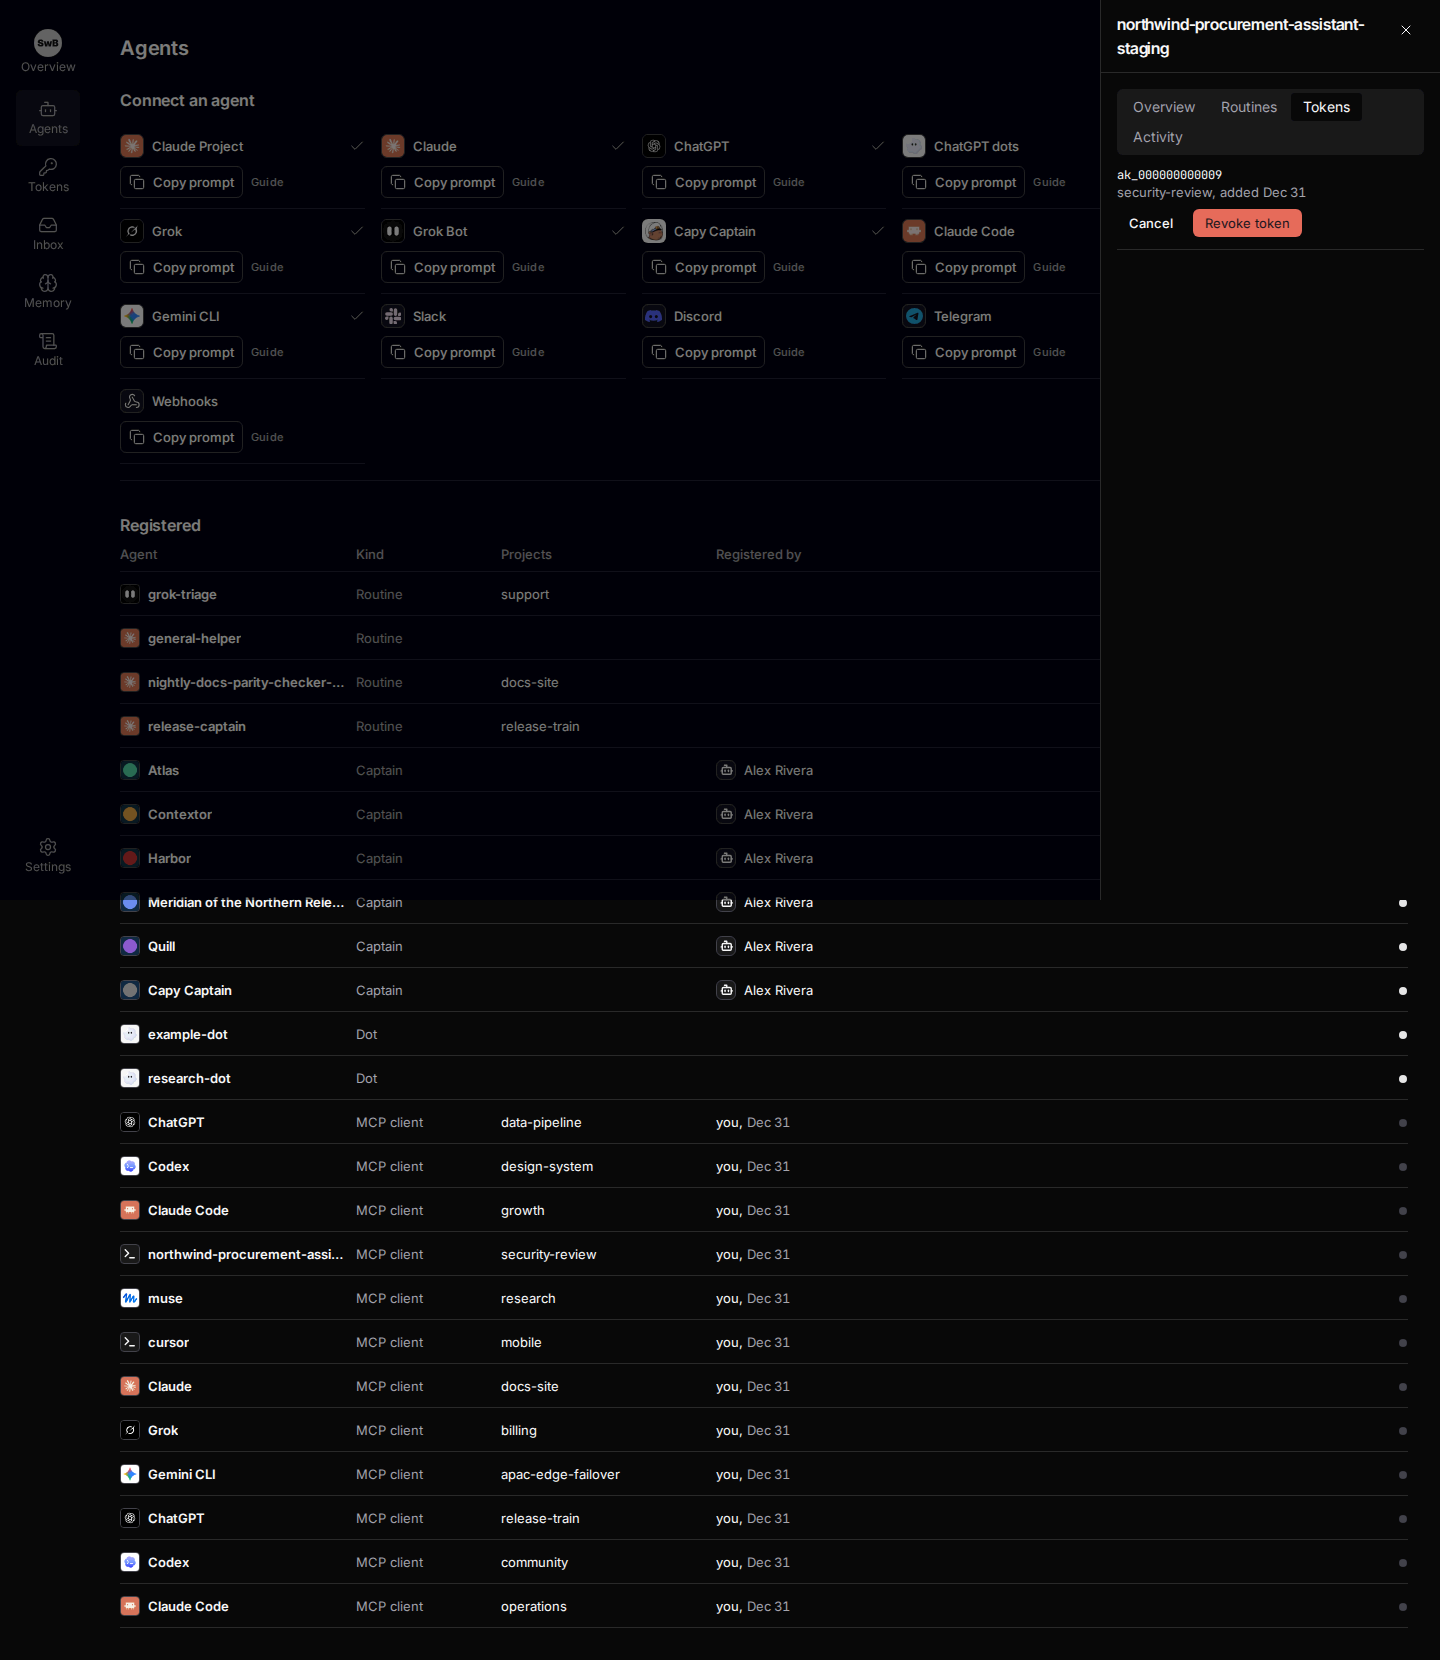 SwB
Overview
Agents
Tokens
Inbox
Memory
Audit
Settings
Agents
Connect an agent
Claude Project
Copy prompt Guide
Claude
Copy prompt Guide
ChatGPT
Copy prompt Guide
ChatGPT dots
Copy prompt Guide
Grok
Copy prompt Guide
Grok Bot
Copy prompt Guide
Capy Captain
Copy prompt Guide
Claude Code
Copy prompt Guide
Gemini CLI
Copy prompt Guide
Slack
Copy prompt Guide
Discord
Copy prompt Guide
Telegram
Copy prompt Guide
Webhooks
Copy prompt Guide
Registered
Agent Kind Projects Registered by
grok-triage Routine support
general-helper Routine
nightly-docs-parity-checker-... Routine docs-site
release-captain Routine release-train
Atlas Captain Alex Rivera
Contextor Captain Alex Rivera
Harbor Captain Alex Rivera
Meridian of the Northern Rele... Captain Alex Rivera
Quill Captain Alex Rivera
Capy Captain Captain Alex Rivera
example-dot Dot
research-dot Dot
ChatGPT MCP client data-pipeline you, Dec 31
Codex MCP client design-system you, Dec 31
Claude Code MCP client growth you, Dec 31
northwind-procurement-assi... MCP client security-review you, Dec 31
muse MCP client research you, Dec 31
cursor MCP client mobile you, Dec 31
Claude MCP client docs-site you, Dec 31
Grok MCP client billing you, Dec 31
Gemini CLI MCP client apac-edge-failover you, Dec 31
ChatGPT MCP client release-train you, Dec 31
Codex MCP client community you, Dec 31
Claude Code MCP client operations you, Dec 31
northwind-procurement-assistant-
staging
Overview Routines Tokens
Activity
ak_000000000009
security-review, added Dec 31
Cancel Revoke token